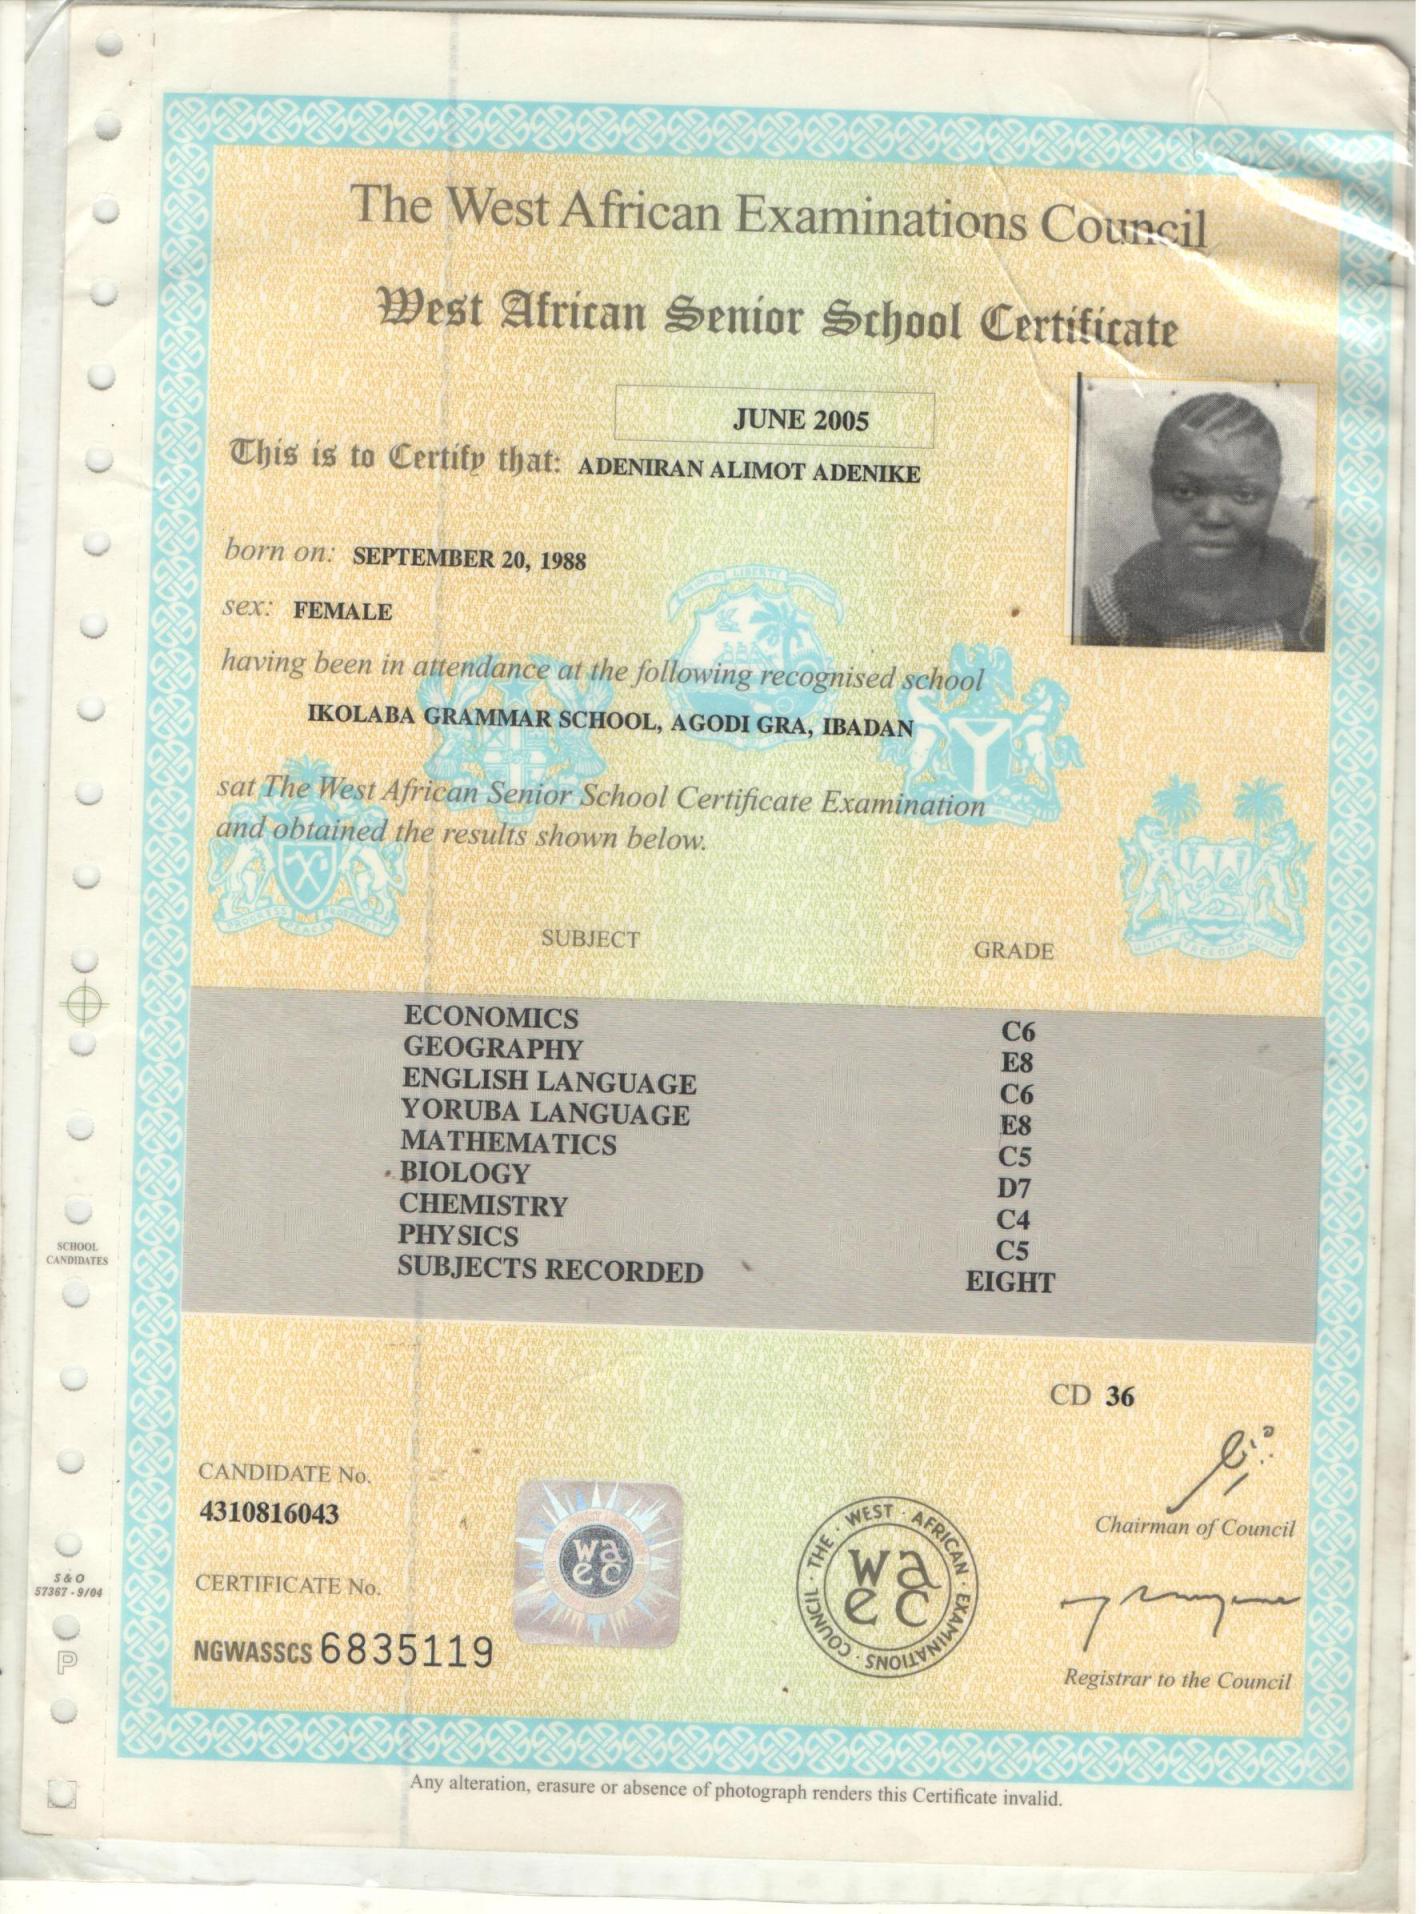 The West African Examinations Council
West African Senior School Certificate
JUNE 2005
This is to Certify that: ADENIRAN ALIMOT ADENIKE
born on: SEPTEMBER 20, 1988
sex: FEMALE
having been in attendance at the following recognised school
IKOLABA GRAMMAR SCHOOL, AGODI GRA, IBADAN
sat The West African Senior School Certificate Examination
and obtained the results shown below.
SUBJECT GRADE
ECONOMICS C6
GEOGRAPHY E8
ENGLISH LANGUAGE C6
YORUBA LANGUAGE E8
MATHEMATICS C5
BIOLOGY D7
CHEMISTRY C4
PHYSICS C5
SUBJECTS RECORDED EIGHT
SCHOOL
CANDIDATES
CD 36
CANDIDATE No.
4310816043
Chairman of Council
CERTIFICATE No.
NGWASSCS 6835119
waec
THE · WEST · AFRICAN · EXAMINATIONS · COUNCIL
waec
Registrar to the Council
S & O
57367 - 9/04
P
Any alteration, erasure or absence of photograph renders this Certificate invalid.